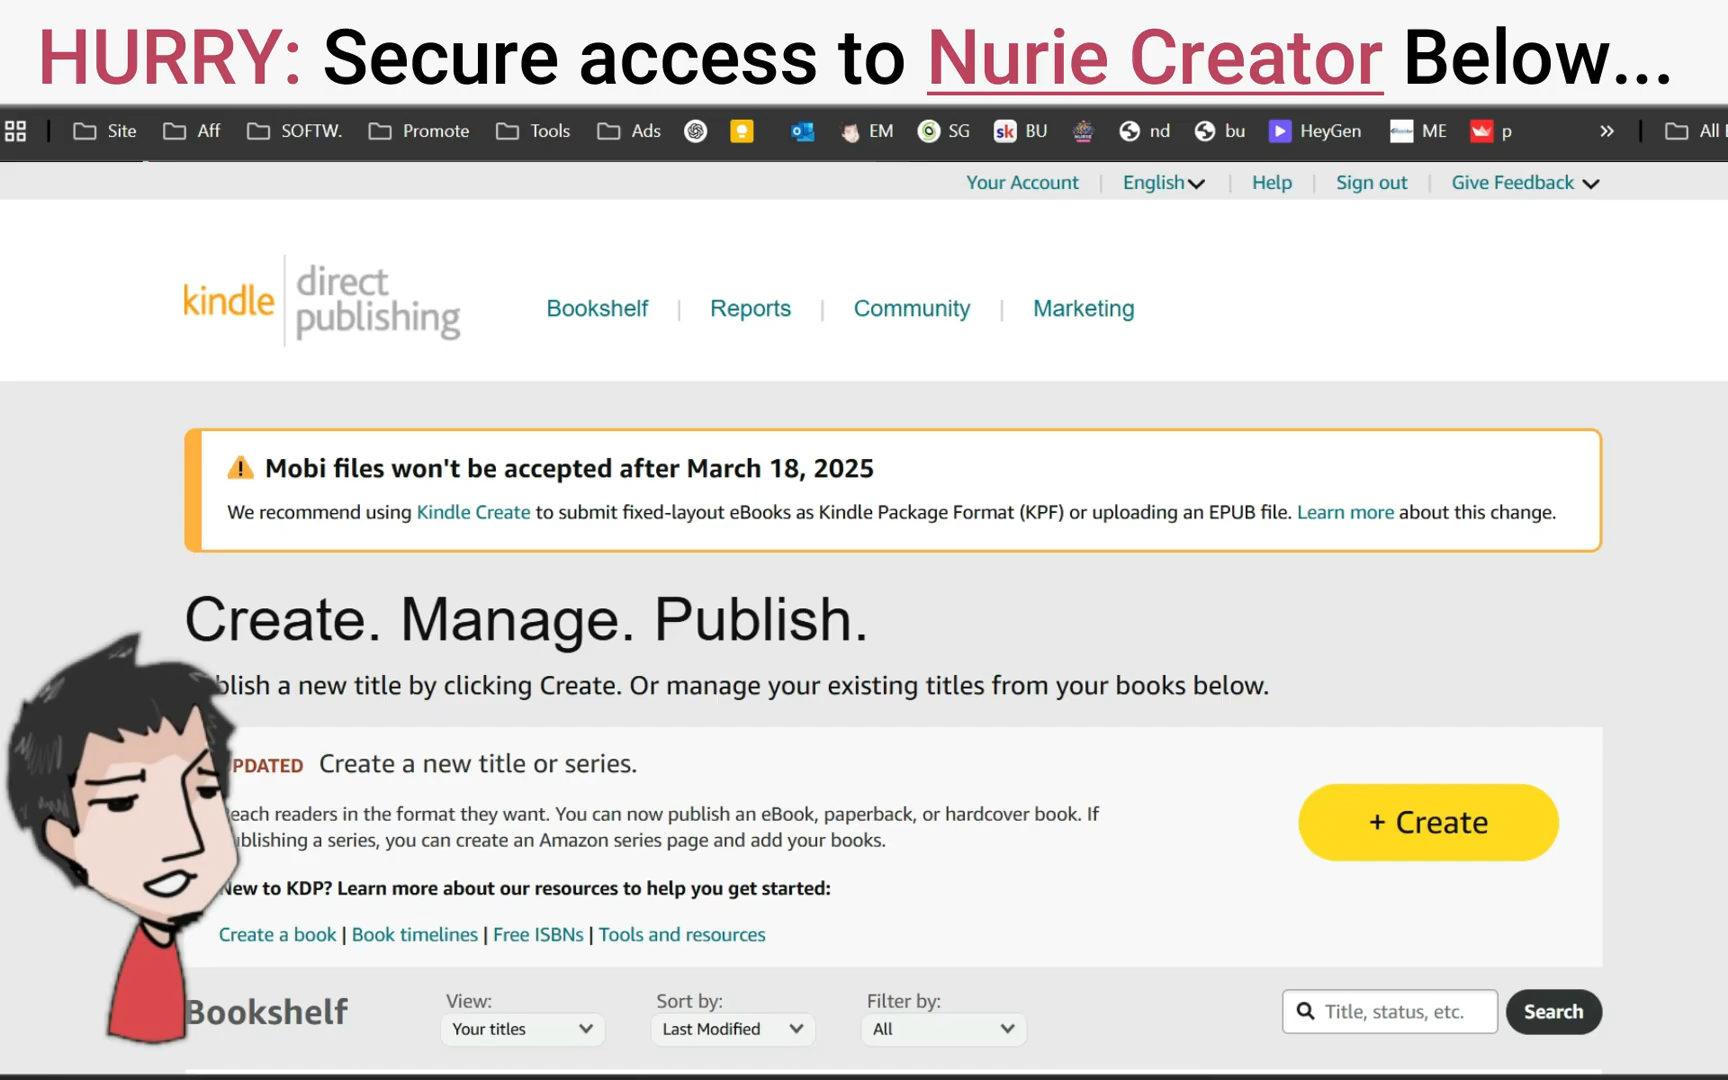 HURRY: Secure access to Nurie Creator Below...
Site Aff SOFTW. Promote Tools Ads EM SG sk BU nd bu HeyGen ME p » All
Your Account | English | Help | Sign out | Give Feedback
kindle direct publishing
Bookshelf | Reports | Community | Marketing
Mobi files won't be accepted after March 18, 2025
We recommend using Kindle Create to submit fixed-layout eBooks as Kindle Package Format (KPF) or uploading an EPUB file. Learn more about this change.
Create. Manage. Publish.
blish a new title by clicking Create. Or manage your existing titles from your books below.
PDATED Create a new title or series.
each readers in the format they want. You can now publish an eBook, paperback, or hardcover book. If
ublishing a series, you can create an Amazon series page and add your books.
+ Create
New to KDP? Learn more about our resources to help you get started:
Create a book | Book timelines | Free ISBNs | Tools and resources
Bookshelf
View:
Your titles
Sort by:
Last Modified
Filter by:
All
Title, status, etc.
Search